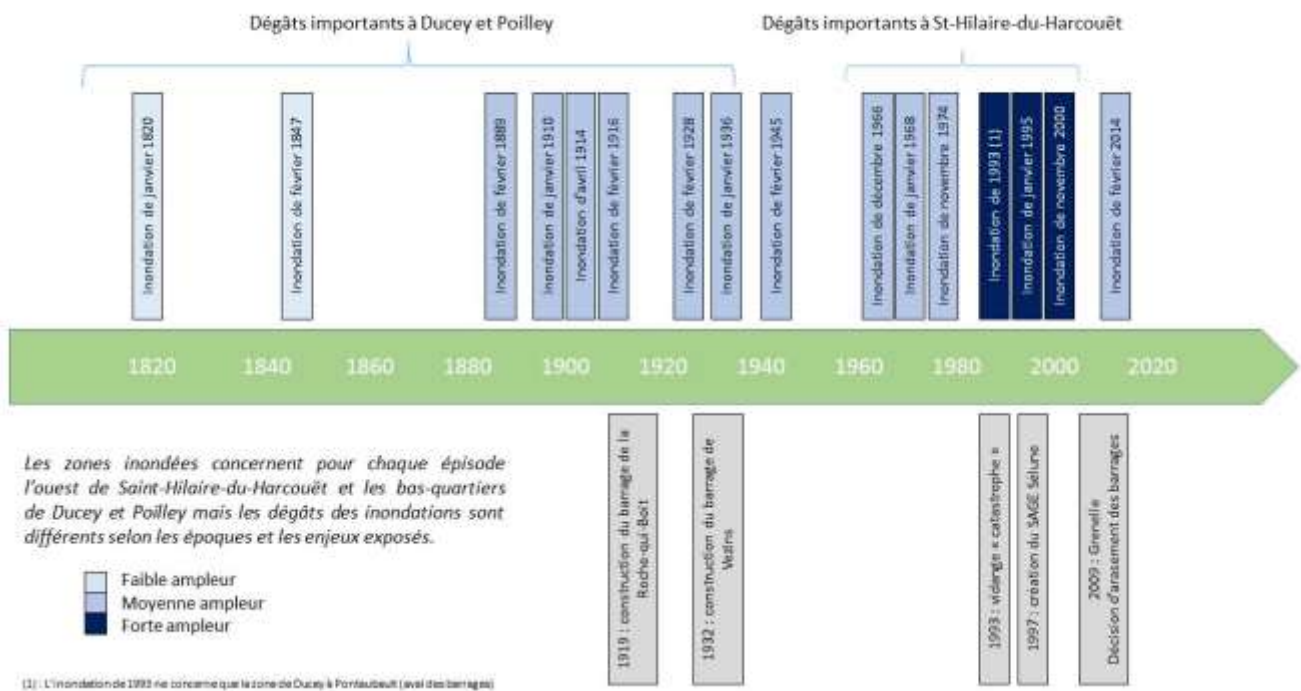 Dégâts importants à Ducey et Poilley
Dégâts importants à St-Hilaire-du-Harcouët
Inondation de janvier 1820
Inondation de février 1847
Inondation de février 1889
Inondation de janvier 1910
Inondation d'avril 1914
Inondation de février 1916
Inondation de février 1928
Inondation de janvier 1936
Inondation de février 1945
Inondation de décembre 1966
Inondation de janvier 1968
Inondation de novembre 1974
Inondation de 1993 (1)
Inondation de janvier 1995
Inondation de novembre 2000
Inondation de février 2014
1820 1840 1860 1880 1900 1920 1940 1960 1980 2000 2020
1919 : construction du barrage de la
Roche-qui-Boit
1932 : construction du barrage de
Vezins
1993 : vidange « catastrophe »
1997 : création du SAGE Sélune
2009 : Grenelle
Décision d'arasement des barrages
Les zones inondées concernent pour chaque épisode
l'ouest de Saint-Hilaire-du-Harcouët et les bas-quartiers
de Ducey et Poilley mais les dégâts des inondations sont
différents selon les époques et les enjeux exposés.
Faible ampleur
Moyenne ampleur
Forte ampleur
(1) : L'inondation de 1993 ne concerne que la zone de Ducey à Pontaubault (aval des barrages)